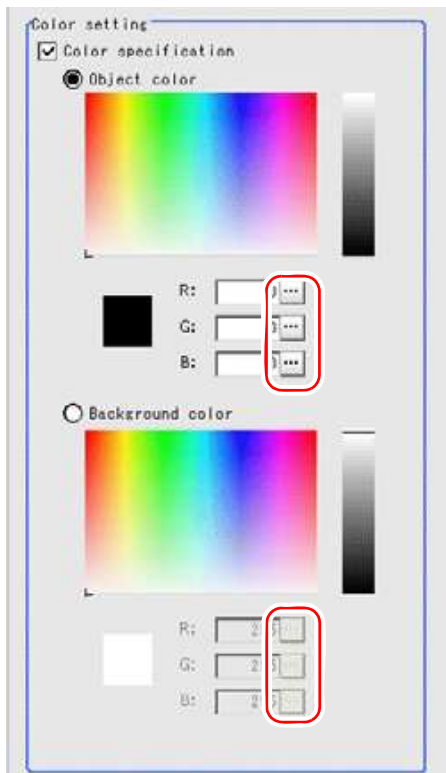 Color setting
Color specification
Object color
R: ...
G: ...
B: ...
Background color
R: ...
G: ...
B: ...